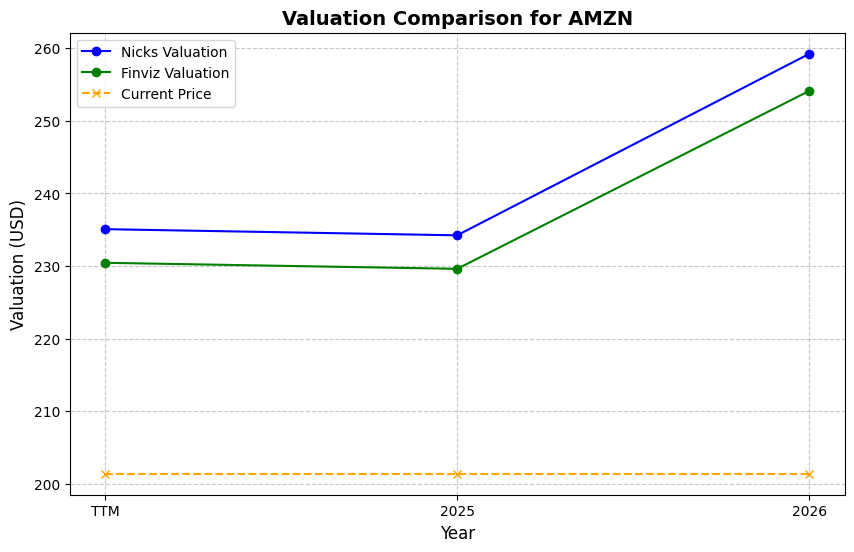 Valuation Comparison for AMZN
Nicks Valuation
Finviz Valuation
Current Price
Valuation (USD)
260
250
240
230
220
210
200
TTM
2025
2026
Year